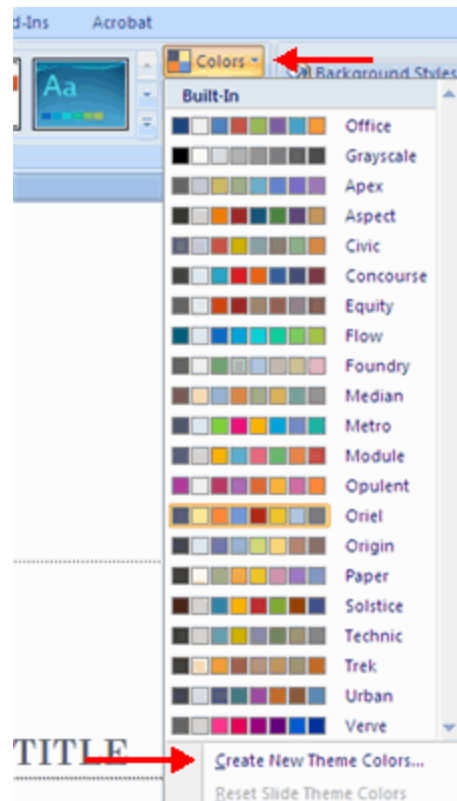 d-Ins Acrobat
Colors
Aa
Background Styles
Built-In
Office
Grayscale
Apex
Aspect
Civic
Concourse
Equity
Flow
Foundry
Median
Metro
Module
Opulent
Oriel
Origin
Paper
Solstice
Technic
Trek
Urban
Verve
TITLE
Create New Theme Colors...
Reset Slide Theme Colors